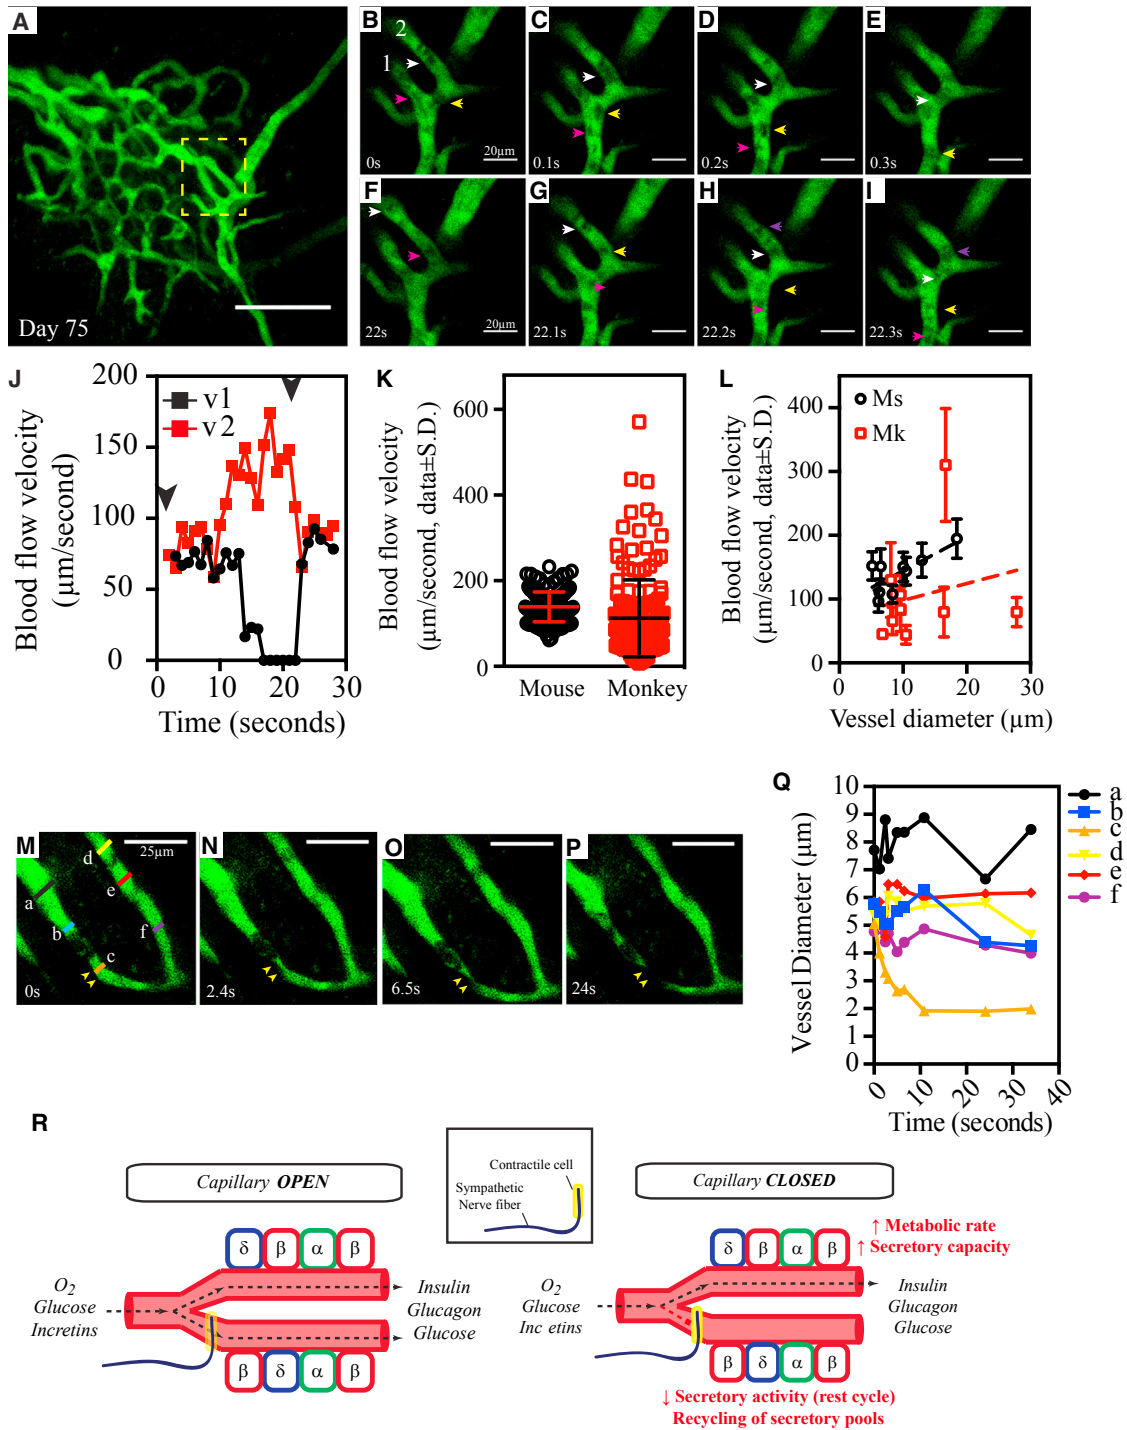 A
Day 75
B
2
1
0s
20µm
C
0.1s
D
0.2s
E
0.3s
F
22s
20µm
G
22.1s
H
22.2s
I
22.3s
J
Blood flow velocity
(µm/second)
200
150
100
50
0
v1
v2
0
10
20
30
Time (seconds)
K
Blood flow velocity
(µm/second, data±S.D.)
600
400
200
0
Mouse
Monkey
L
Blood flow velocity
(µm/second, data±S.D.)
400
300
200
100
0
Ms
Mk
0
10
20
30
Vessel diameter (µm)
M
25µm
d
e
a
b
f
c
0s
N
2.4s
O
6.5s
P
24s
Q
Vessel Diameter (µm)
10
9
8
7
6
5
4
3
2
1
0
a
b
c
d
e
f
0
10
20
30
40
Time (seconds)
R
Capillary OPEN
δ β α β
O2
Glucose
Incretins
Insulin
Glucagon
Glucose
β δ α β
Contractile cell
Sympathetic
Nerve fiber
Capillary CLOSED
↑ Metabolic rate
↑ Secretory capacity
δ β α β
O2
Glucose
Inc etins
Insulin
Glucagon
Glucose
β δ α β
↓ Secretory activity (rest cycle)
Recycling of secretory pools